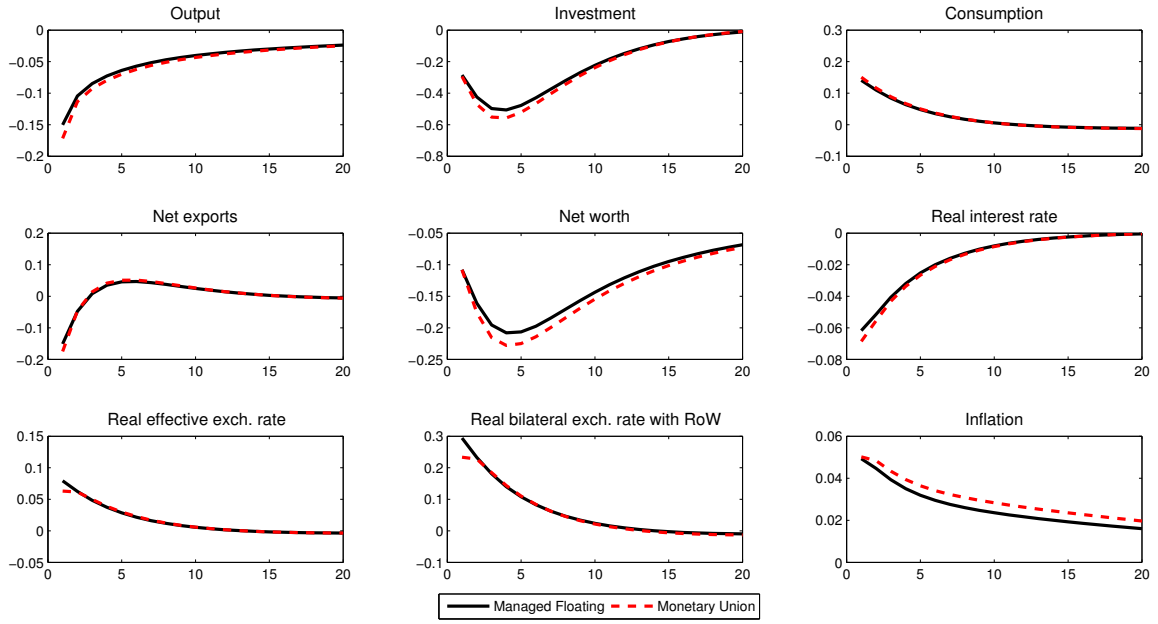 Output
Investment
Consumption
0
−0.05
−0.1
−0.15
−0.2
0 5 10 15 20
0
−0.2
−0.4
−0.6
−0.8
0 5 10 15 20
0.3
0.2
0.1
0
−0.1
0 5 10 15 20
Net exports
Net worth
Real interest rate
0.2
0.1
0
−0.1
−0.2
0 5 10 15 20
−0.05
−0.1
−0.15
−0.2
−0.25
0 5 10 15 20
0
−0.02
−0.04
−0.06
−0.08
0 5 10 15 20
Real effective exch. rate
Real bilateral exch. rate with RoW
Inflation
0.15
0.1
0.05
0
−0.05
0 5 10 15 20
0.3
0.2
0.1
0
−0.1
0 5 10 15 20
0.06
0.04
0.02
0
0 5 10 15 20
Managed Floating
Monetary Union